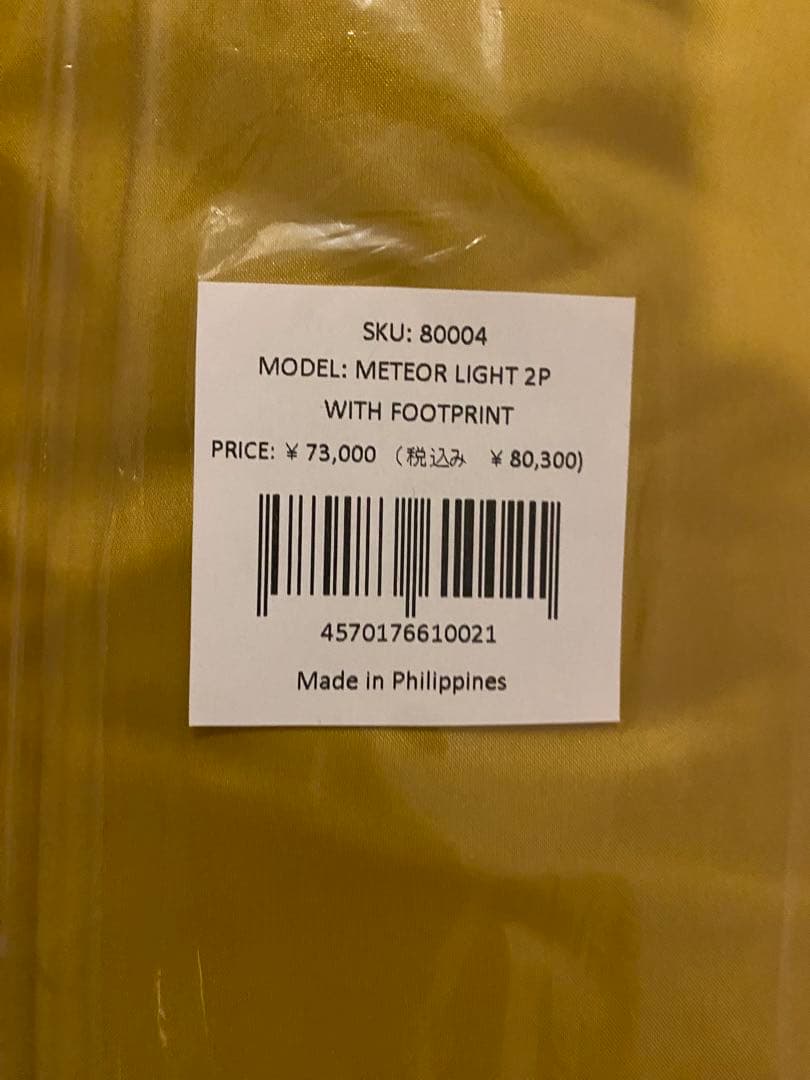 SKU: 80004
MODEL: METEOR LIGHT 2P
WITH FOOTPRINT
PRICE: ¥ 73,000 (税込み ¥ 80,300)
4570176610021
Made in Philippines